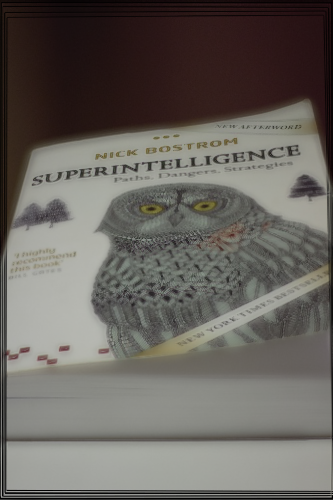 NEW AFTERWORD
NICK BOSTROM
SUPERINTELLIGENCE
Paths, Dangers, Strategies
'I highly
recommend
this book'
BILL GATES
NEW YORK TIMES BESTSELLER